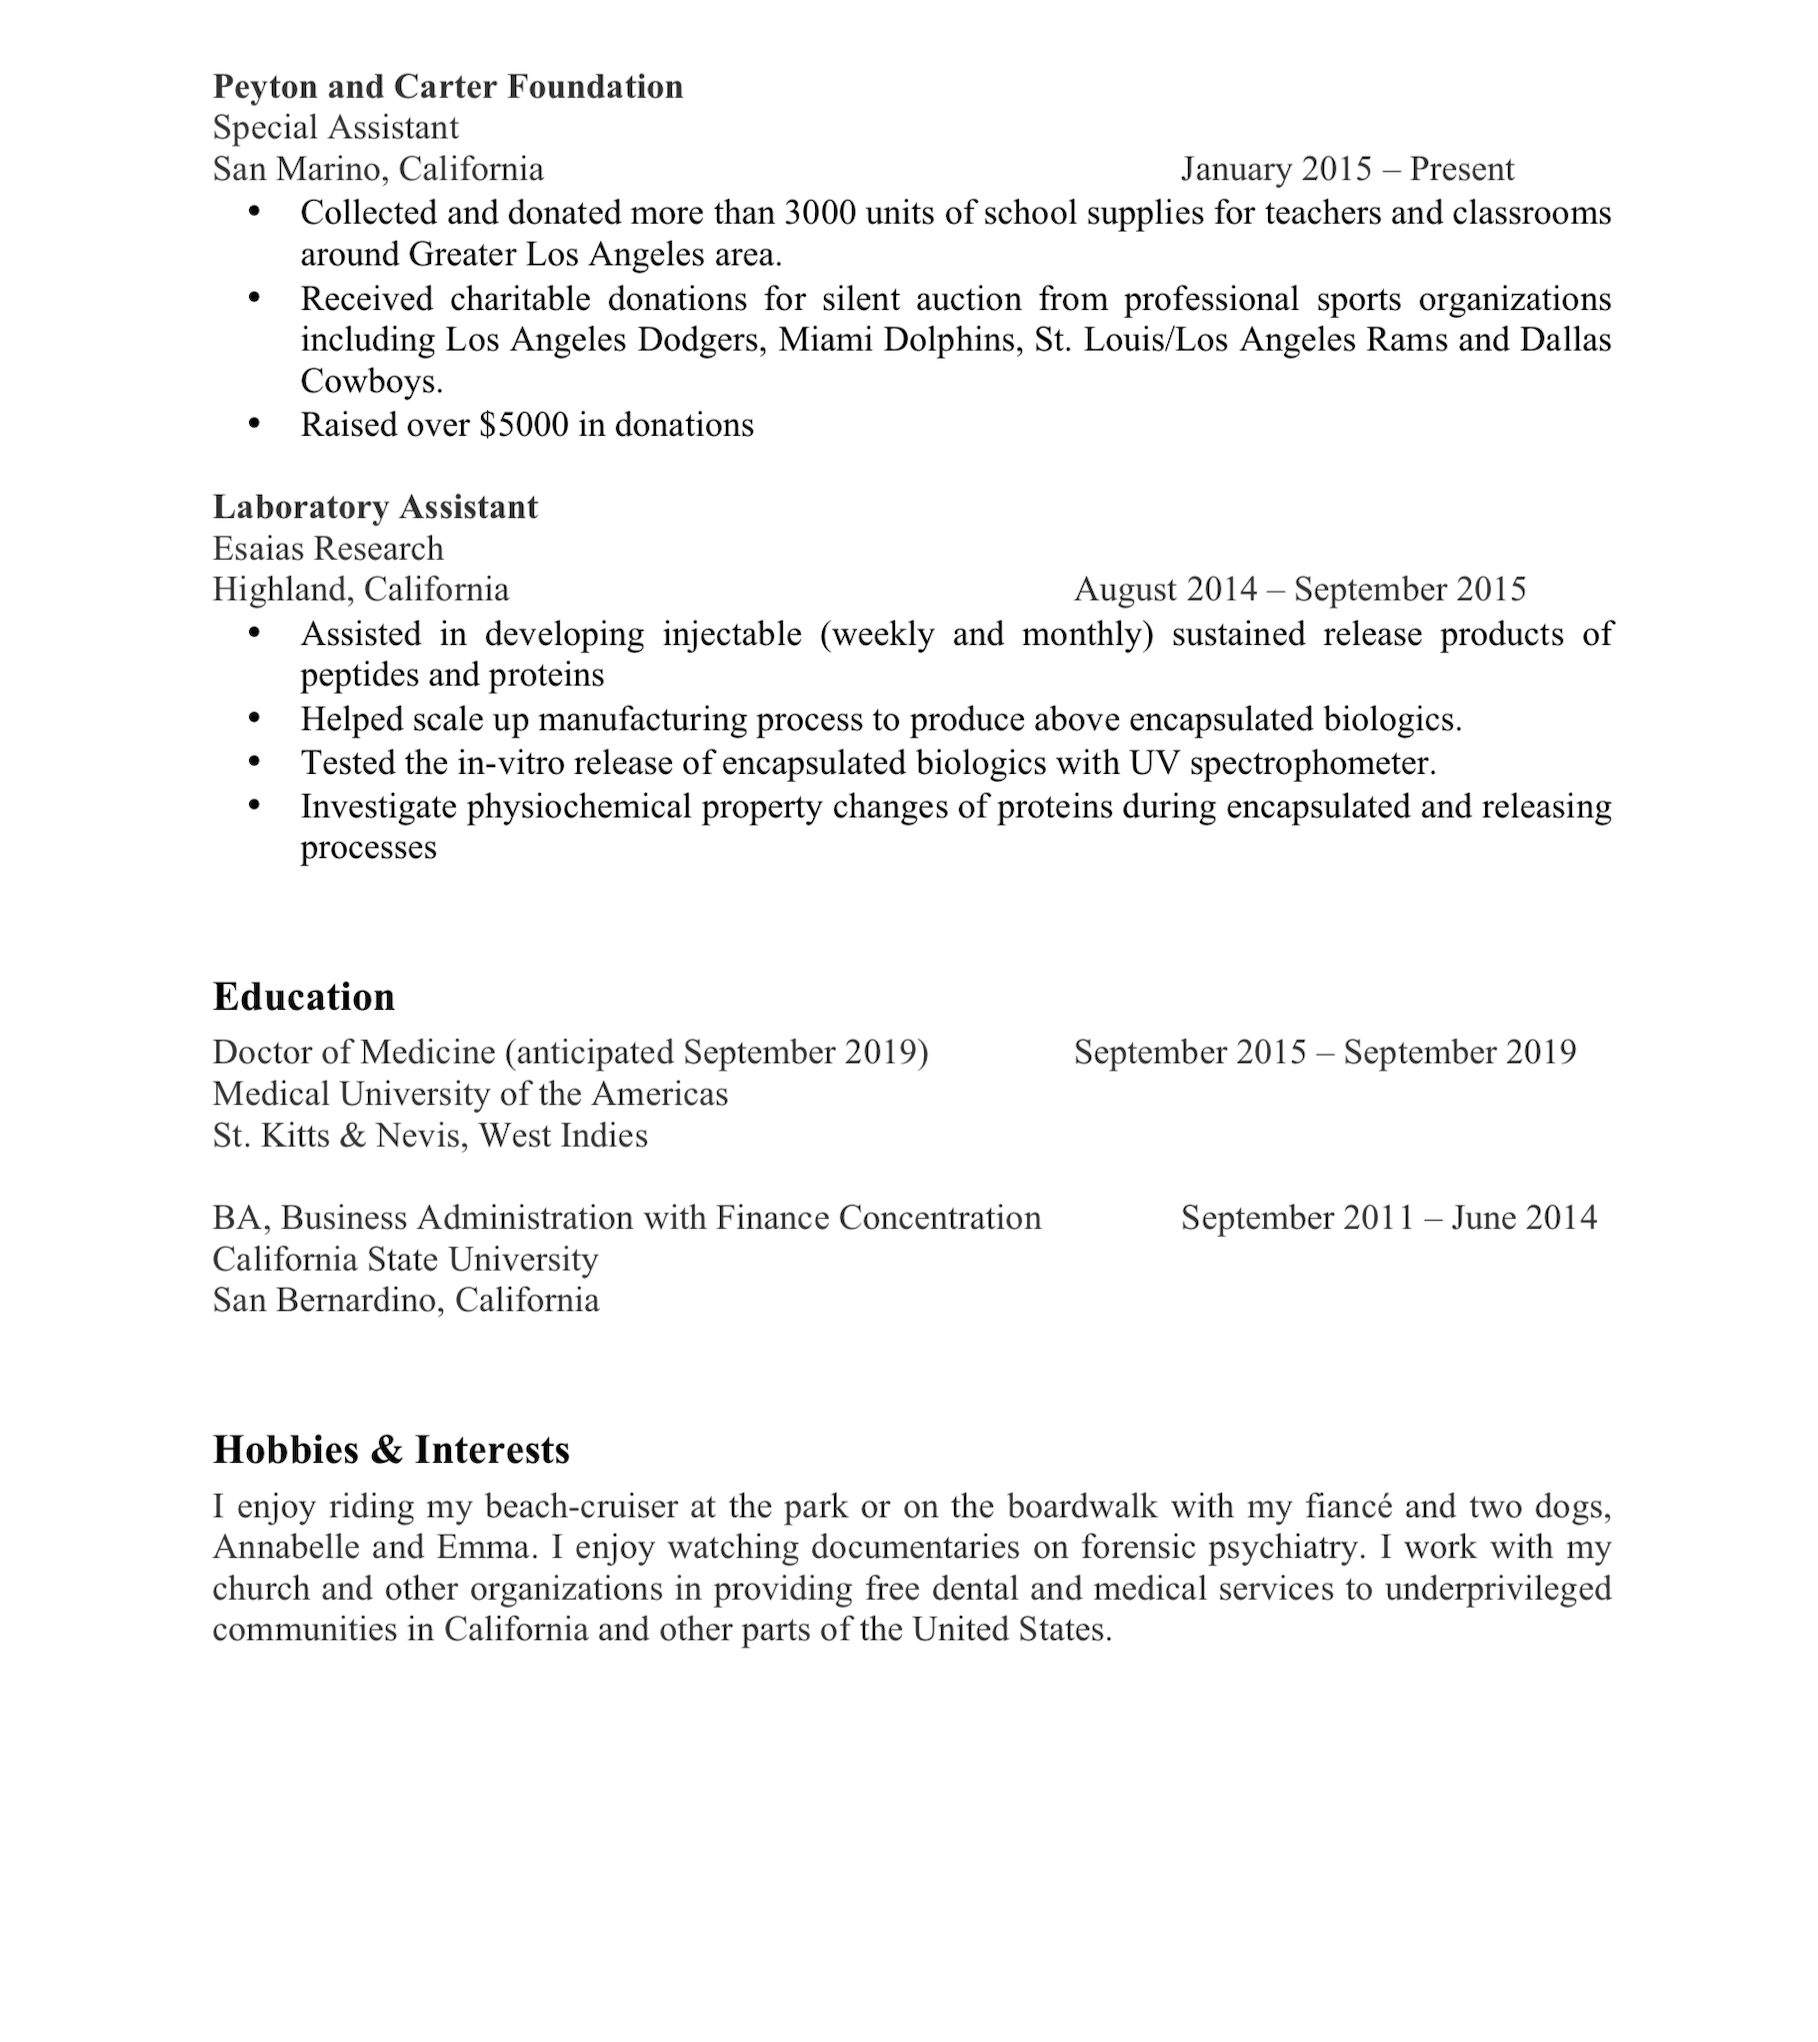 Peyton and Carter Foundation
Special Assistant
San Marino, California January 2015 – Present
• Collected and donated more than 3000 units of school supplies for teachers and classrooms
around Greater Los Angeles area.
• Received charitable donations for silent auction from professional sports organizations
including Los Angeles Dodgers, Miami Dolphins, St. Louis/Los Angeles Rams and Dallas
Cowboys.
• Raised over $5000 in donations
Laboratory Assistant
Esaias Research
Highland, California August 2014 – September 2015
• Assisted in developing injectable (weekly and monthly) sustained release products of
peptides and proteins
• Helped scale up manufacturing process to produce above encapsulated biologics.
• Tested the in-vitro release of encapsulated biologics with UV spectrophometer.
• Investigate physiochemical property changes of proteins during encapsulated and releasing
processes
Education
Doctor of Medicine (anticipated September 2019) September 2015 – September 2019
Medical University of the Americas
St. Kitts & Nevis, West Indies
BA, Business Administration with Finance Concentration September 2011 – June 2014
California State University
San Bernardino, California
Hobbies & Interests
I enjoy riding my beach-cruiser at the park or on the boardwalk with my fiancé and two dogs,
Annabelle and Emma. I enjoy watching documentaries on forensic psychiatry. I work with my
church and other organizations in providing free dental and medical services to underprivileged
communities in California and other parts of the United States.